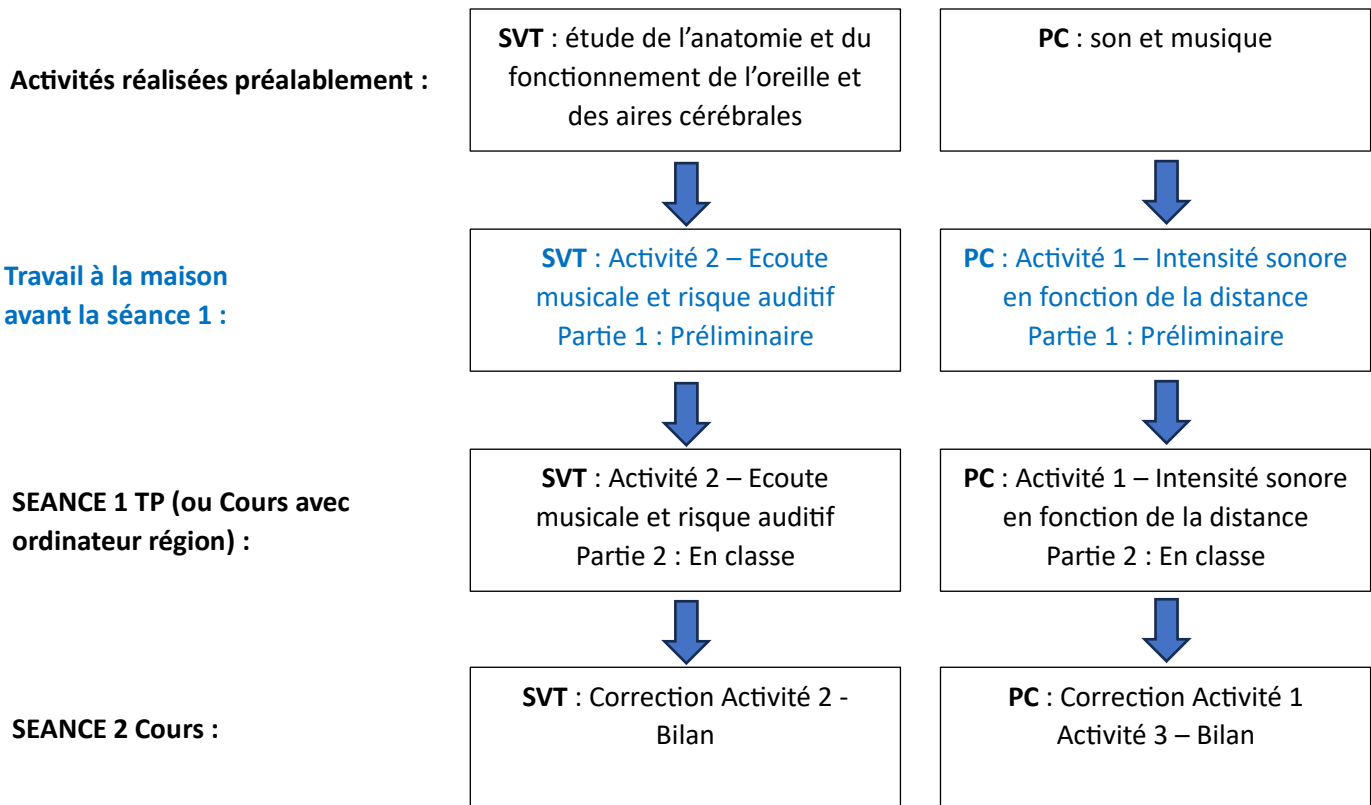 Activités réalisées préalablement :
SVT : étude de l’anatomie et du
fonctionnement de l’oreille et
des aires cérébrales
PC : son et musique
Travail à la maison
avant la séance 1 :
SVT : Activité 2 – Ecoute
musicale et risque auditif
Partie 1 : Préliminaire
PC : Activité 1 – Intensité sonore
en fonction de la distance
Partie 1 : Préliminaire
SEANCE 1 TP (ou Cours avec
ordinateur région) :
SVT : Activité 2 – Ecoute
musicale et risque auditif
Partie 2 : En classe
PC : Activité 1 – Intensité sonore
en fonction de la distance
Partie 2 : En classe
SEANCE 2 Cours :
SVT : Correction Activité 2 -
Bilan
PC : Correction Activité 1
Activité 3 – Bilan